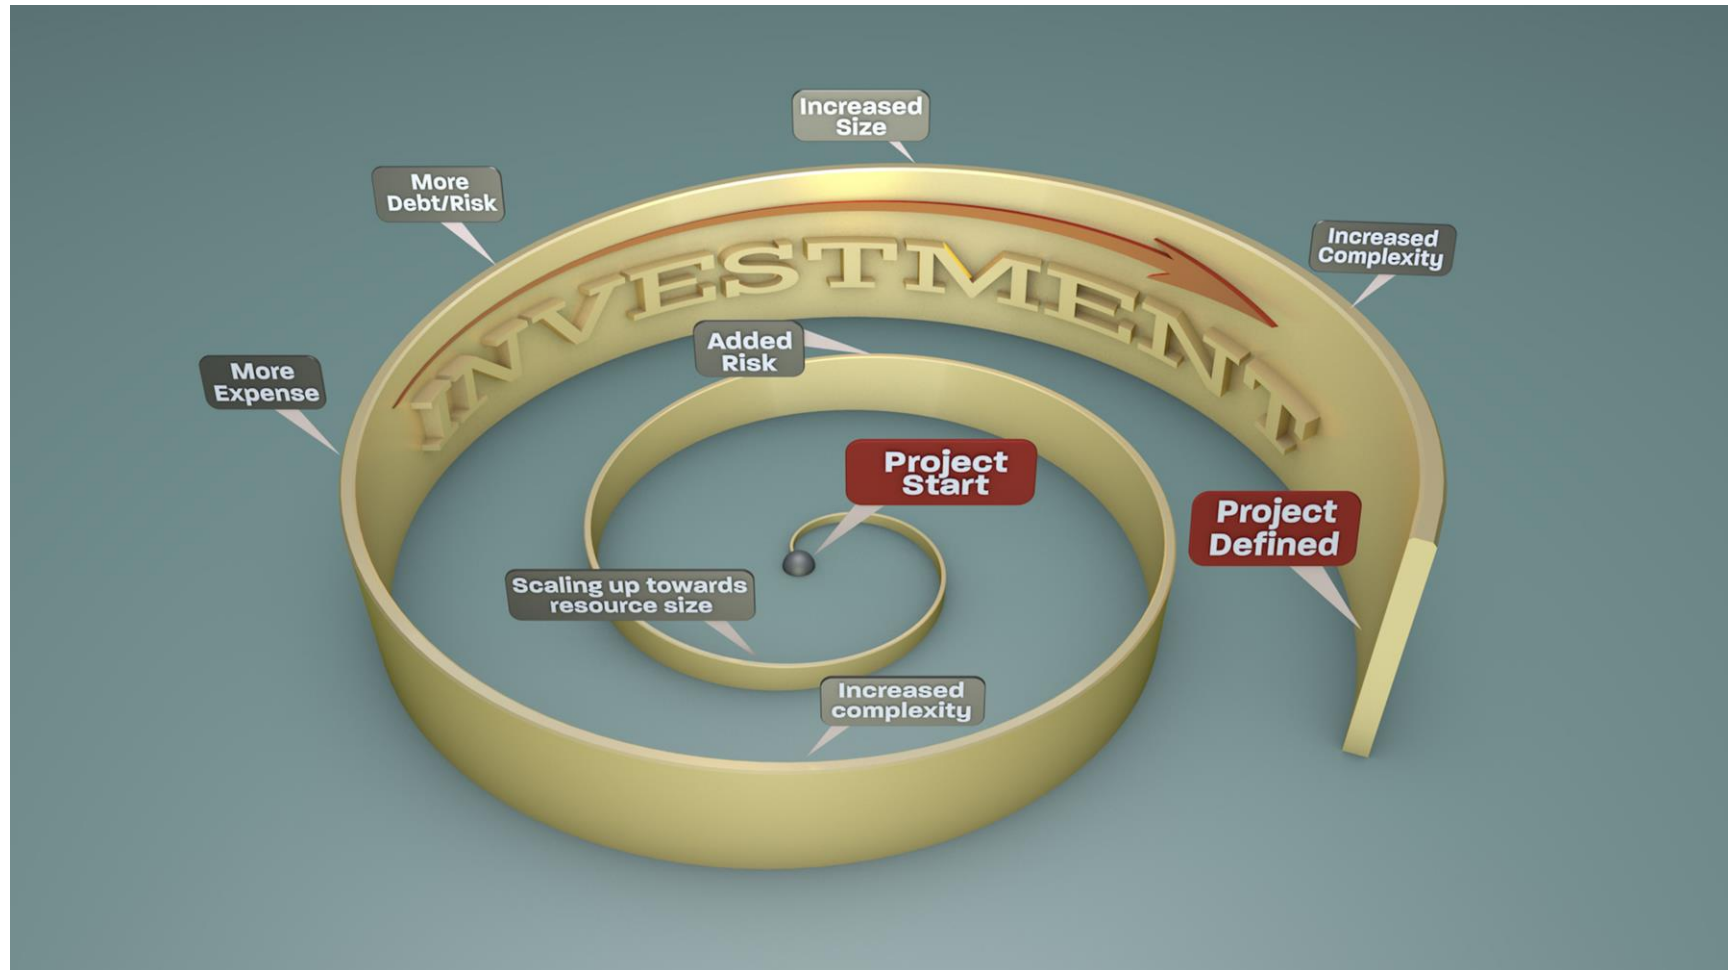 Increased
Size
More
Debt/Risk
Increased
Complexity
INVESTMENT
Added
Risk
More
Expense
Project
Start
Project
Defined
Scaling up towards
resource size
Increased
complexity